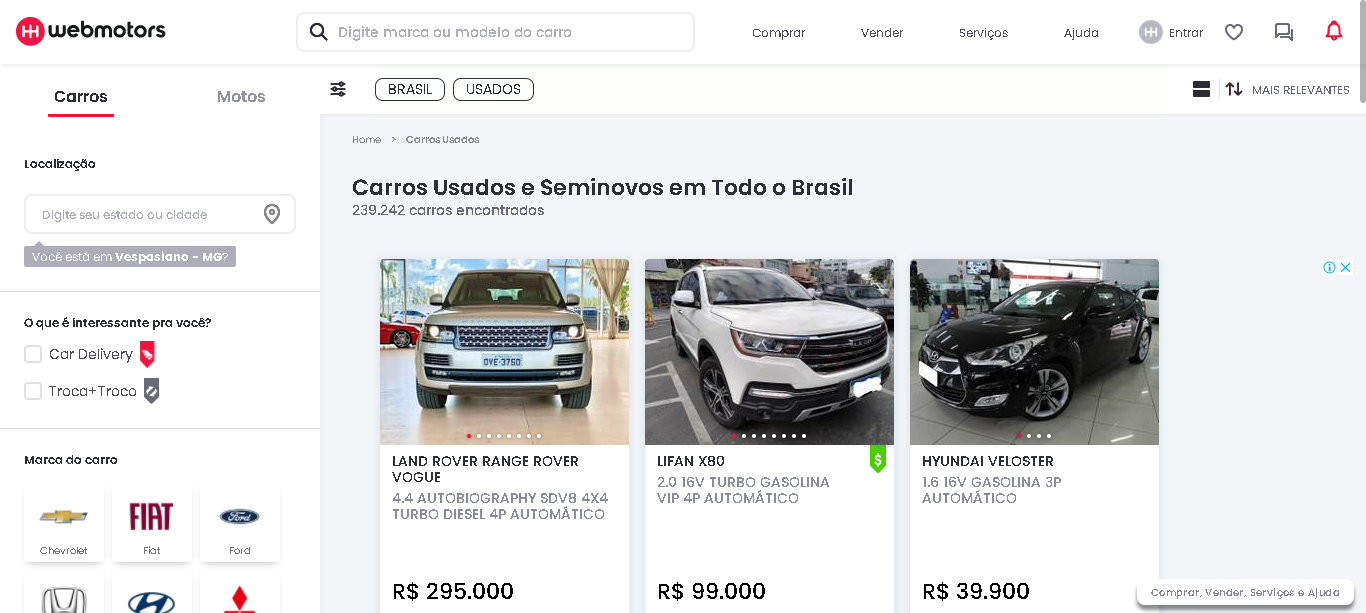 webmotors
Digite marca ou modelo do carro
Comprar
Vender
Serviços
Ajuda
Entrar
Carros
Motos
BRASIL
USADOS
MAIS RELEVANTES
Localização
Digite seu estado ou cidade
Você está em Vespasiano - MG?
O que é interessante pra você?
Car Delivery
Troca+Troco
Marca do carro
Chevrolet
FIAT
Fiat
Ford
Ford
Home > Carros Usados
Carros Usados e Seminovos em Todo o Brasil
239.242 carros encontrados
OVE-3760
LAND ROVER RANGE ROVER
VOGUE
4.4 AUTOBIOGRAPHY SDV8 4X4
TURBO DIESEL 4P AUTOMÁTICO
R$ 295.000
$
LIFAN X80
2.0 16V TURBO GASOLINA
VIP 4P AUTOMÁTICO
R$ 99.000
HYUNDAI VELOSTER
1.6 16V GASOLINA 3P
AUTOMÁTICO
R$ 39.900
Comprar, Vender, Serviços e Ajuda